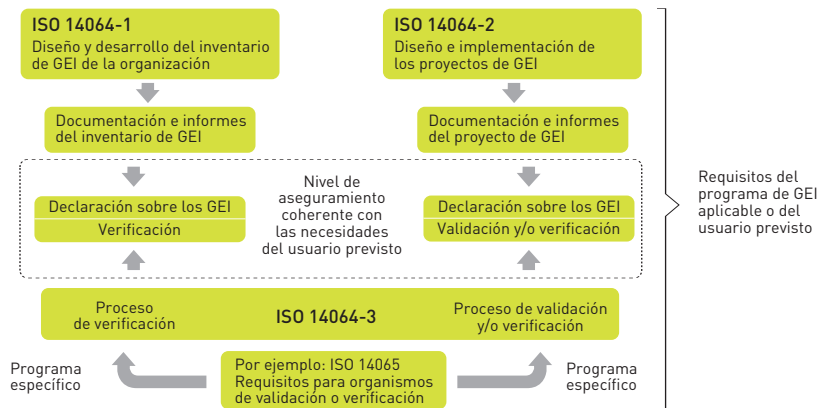 ISO 14064-1
Diseño y desarrollo del inventario
de GEI de la organización
ISO 14064-2
Diseño e implementación de
los proyectos de GEI
Documentación e informes
del inventario de GEI
Documentación e informes
del proyecto de GEI
Declaración sobre los GEI
Verificación
Nivel de
aseguramiento
coherente con
las necesidades
del usuario previsto
Declaración sobre los GEI
Validación y/o verificación
Requisitos del
programa de GEI
aplicable o del
usuario previsto
Proceso
de verificación
ISO 14064-3
Proceso de validación
y/o verificación
Programa
específico
Por ejemplo: ISO 14065
Requisitos para organismos
de validación o verificación
Programa
específico